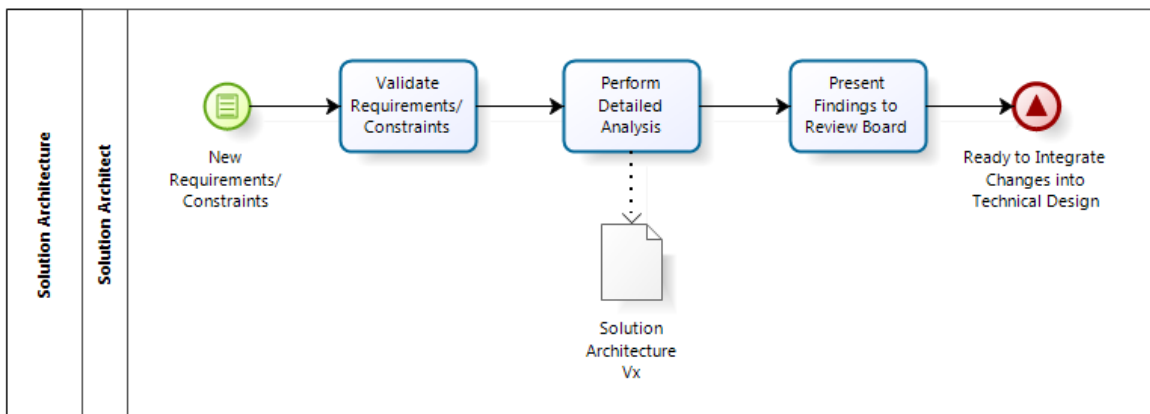 Solution Architecture
Solution Architect
New
Requirements/
Constraints
Validate
Requirements/
Constraints
Perform
Detailed
Analysis
Present
Findings to
Review Board
Ready to Integrate
Changes into
Technical Design
Solution
Architecture
Vx